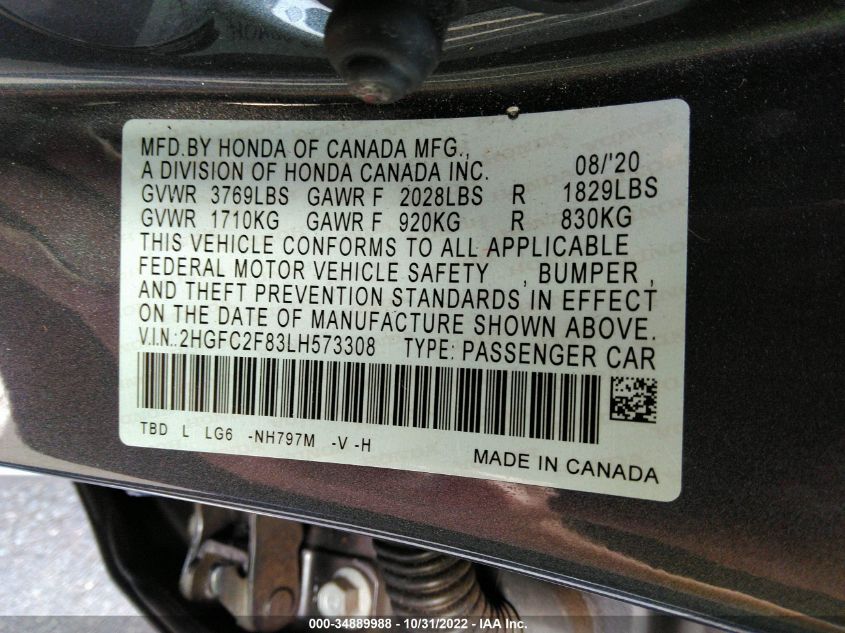 MFD.BY HONDA OF CANADA MFG.,
A DIVISION OF HONDA CANADA INC. 08/'20
GVWR 3769LBS GAWR F 2028LBS R 1829LBS
GVWR 1710KG GAWR F 920KG R 830KG
THIS VEHICLE CONFORMS TO ALL APPLICABLE
FEDERAL MOTOR VEHICLE SAFETY , BUMPER ,
AND THEFT PREVENTION STANDARDS IN EFFECT
ON THE DATE OF MANUFACTURE SHOWN ABOVE.
V.I.N.:2HGFC2F83LH573308 TYPE: PASSENGER CAR
TBD L LG6 -NH797M -V -H
MADE IN CANADA
000-34889988 - 10/31/2022 - IAA Inc.